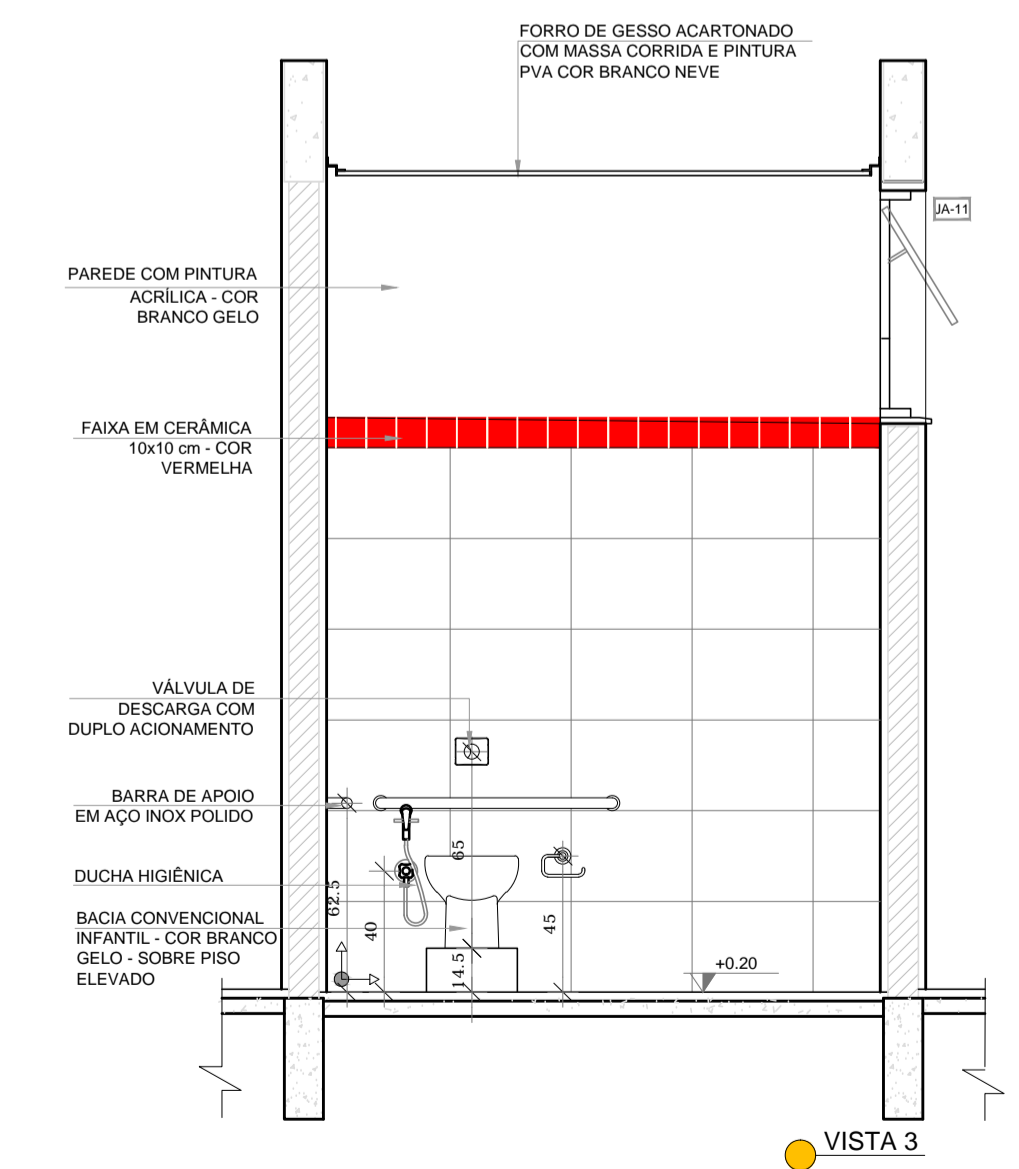 FORRO DE GESSO ACARTONADO
COM MASSA CORRIDA E PINTURA
PVA COR BRANCO NEVE
JA-11
PAREDE COM PINTURA
ACRÍLICA - COR
BRANCO GELO
FAIXA EM CERÂMICA
10x10 cm - COR
VERMELHA
VÁLVULA DE
DESCARGA COM
DUPLO ACIONAMENTO
BARRA DE APOIO
EM AÇO INOX POLIDO
DUCHA HIGIÊNICA
BACIA CONVENCIONAL
INFANTIL - COR BRANCO
GELO - SOBRE PISO
ELEVADO
62.5
40
65
14.5
45
+0.20
VISTA 3